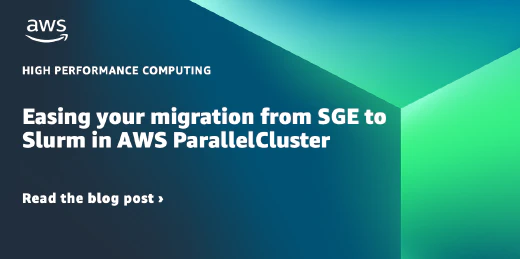 aws
HIGH PERFORMANCE COMPUTING
Easing your migration from SGE to
Slurm in AWS ParallelCluster
Read the blog post ›